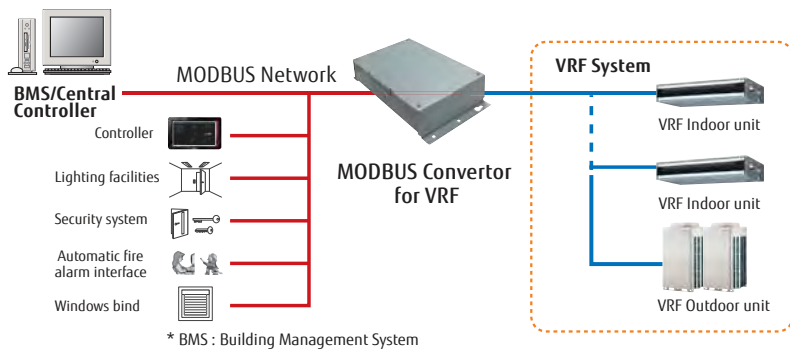 MODBUS Network
VRF System
BMS/Central
Controller
Controller
Lighting facilities
Security system
Automatic fire
alarm interface
Windows bind
MODBUS Convertor
for VRF
VRF Indoor unit
VRF Indoor unit
VRF Outdoor unit
* BMS : Building Management System